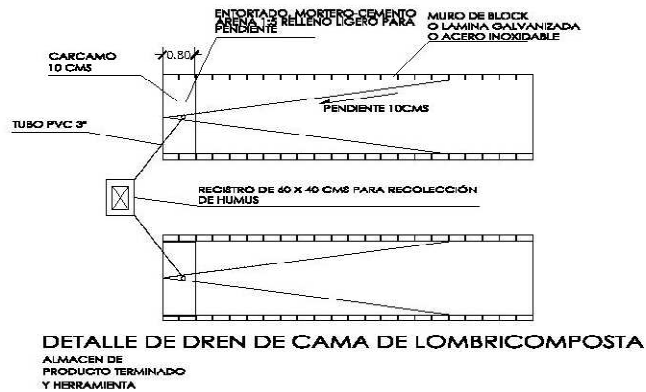 ENTORTADO, MORTERO-CEMENTO
ARENA 1:5 RELLENO LIGERO PARA
PENDIENTE
MURO DE BLOCK
O LAMINA GALVANIZADA
O ACERO INOXIDABLE
0.80
CARCAMO
10 CMS
PENDIENTE 10CMS
TUBO PVC 3"
REGISTRO DE 60 X 40 CMS PARA RECOLECCIÓN
DE HUMUS
DETALLE DE DREN DE CAMA DE LOMBRICOMPOSTA
ALMACEN DE
PRODUCTO TERMINADO
Y HERRAMIENTA